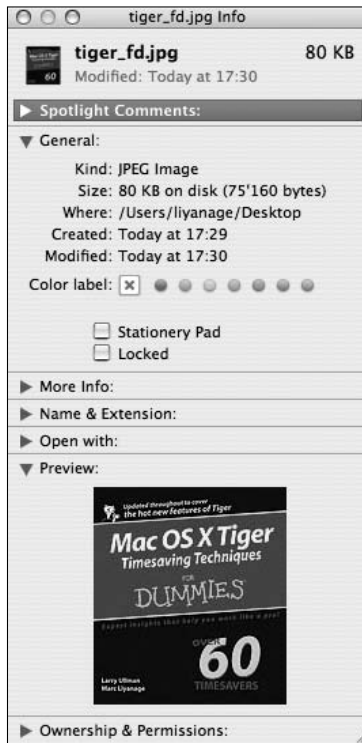 tiger_fd.jpg Info
tiger_fd.jpg 80 KB
Modified: Today at 17:30
Spotlight Comments:
General:
Kind: JPEG Image
Size: 80 KB on disk (75'160 bytes)
Where: /Users/liyanage/Desktop
Created: Today at 17:29
Modified: Today at 17:30
Color label:
Stationery Pad
Locked
More Info:
Name & Extension:
Open with:
Preview:
Updated throughout to cover
the hot new features of Tiger
Mac OS X Tiger
Timesaving Techniques
FOR
DUMMIES
Expert insights that help you work like a pro!
OVER
60
TIMESAVERS
Larry Ullman
Marc Liyanage
Ownership & Permissions: